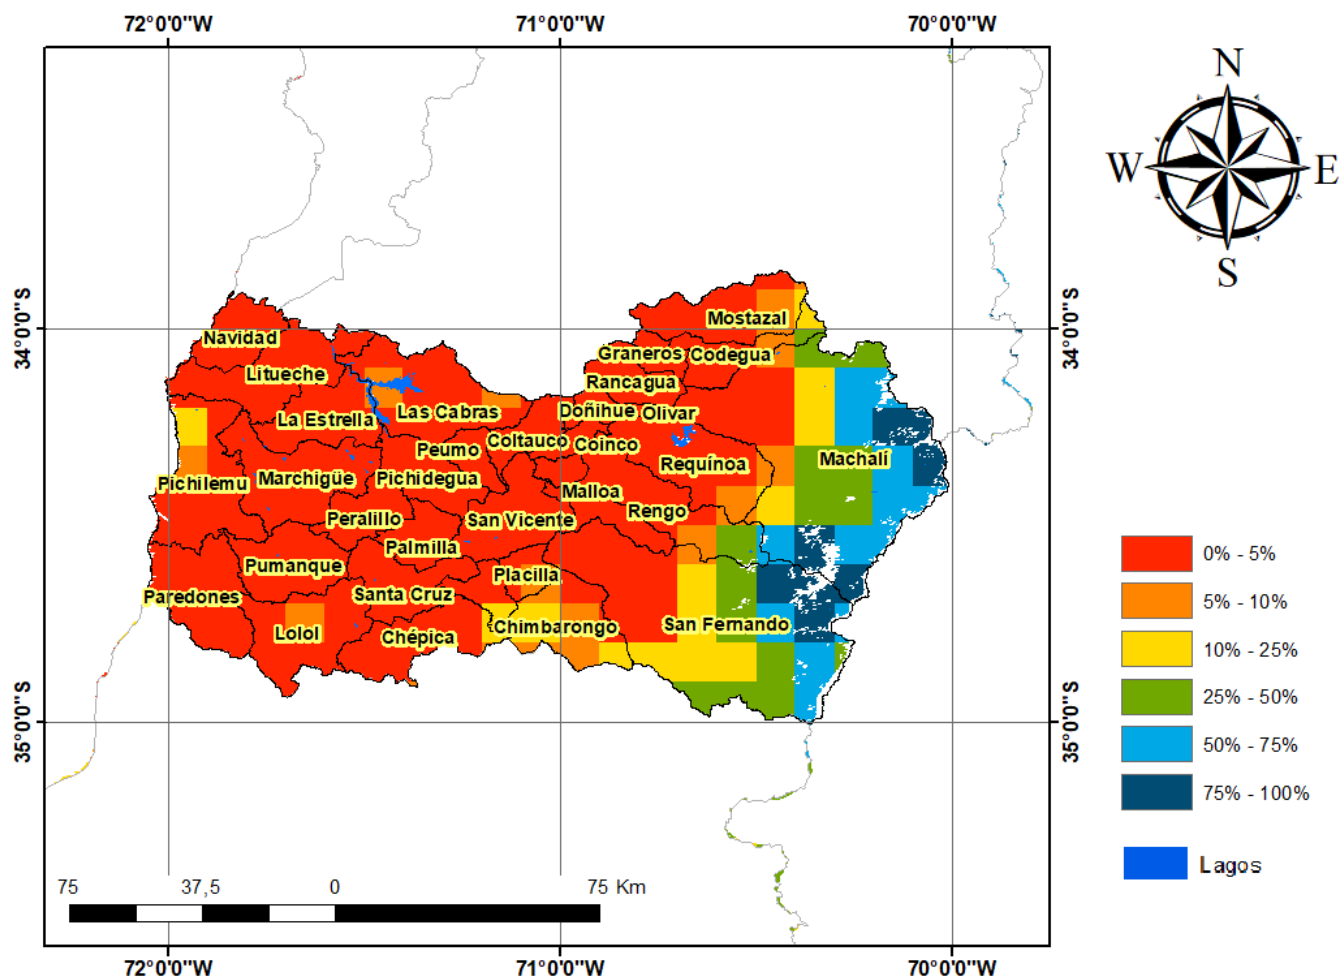 72°0'0"W
71°0'0"W
70°0'0"W
N
W
E
S
34°0'0"S
34°0'0"S
Mostazal
Navidad
Graneros
Codegua
Litueche
Rancagua
Las Cabras
Doñihue
Olivar
La Estrella
Peumo
Coltauco
Coinco
Machalí
Requínoa
Pichilemu
Marchigüe
Pichidegua
Malloa
Rengo
Peralillo
San Vicente
Palmilla
Pumanque
Placilla
Paredones
Santa Cruz
Lolol
Chépica
Chimbarongo
San Fernando
35°0'0"S
35°0'0"S
0% - 5%
5% - 10%
10% - 25%
25% - 50%
50% - 75%
75% - 100%
Lagos
75
37,5
0
75 Km
72°0'0"W
71°0'0"W
70°0'0"W